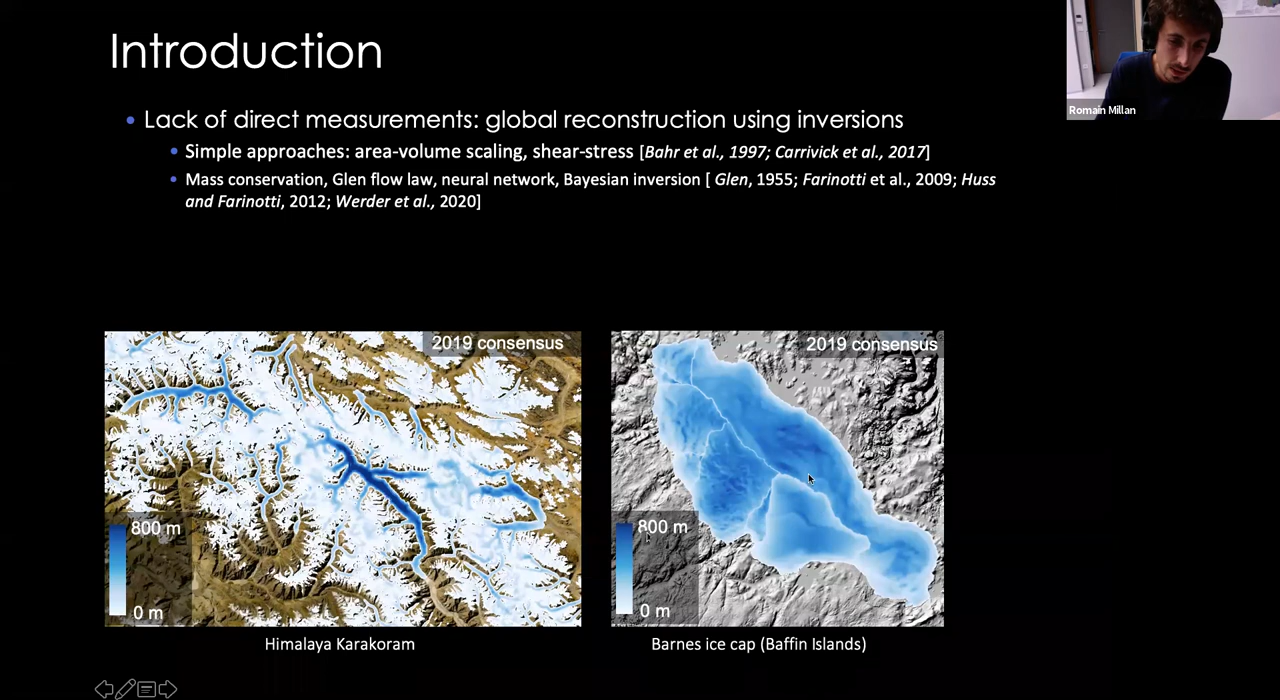 Introduction
Romain Millan
Lack of direct measurements: global reconstruction using inversions
Simple approaches: area-volume scaling, shear-stress [Bahr et al., 1997; Carrivick et al., 2017]
Mass conservation, Glen flow law, neural network, Bayesian inversion [ Glen, 1955; Farinotti et al., 2009; Huss
and Farinotti, 2012; Werder et al., 2020]
2019 consensus
800 m
0 m
Himalaya Karakoram
2019 consensus
800 m
0 m
Barnes ice cap (Baffin Islands)